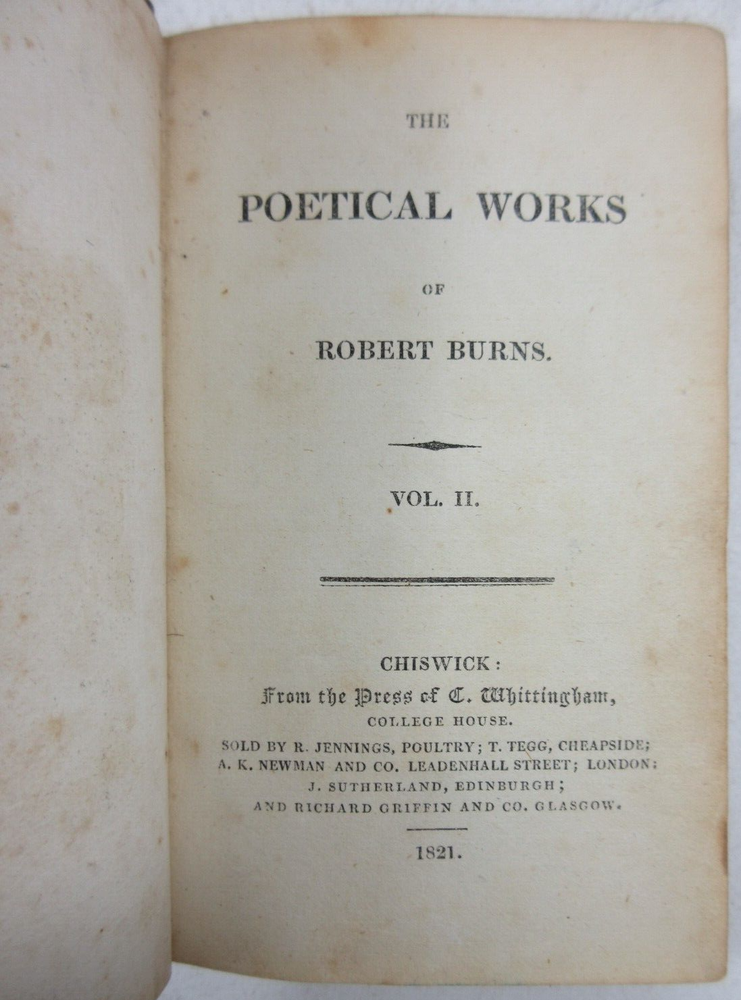 THE
POETICAL WORKS
OF
ROBERT BURNS.
VOL. II.
CHISWICK:
From the Press of C. Whittingham,
COLLEGE HOUSE.
SOLD BY R. JENNINGS, POULTRY; T. TEGG, CHEAPSIDE;
A. K. NEWMAN AND CO. LEADENHALL STREET; LONDON:
J. SUTHERLAND, EDINBURGH;
AND RICHARD GRIFFIN AND CO. GLASGOW.
1821.